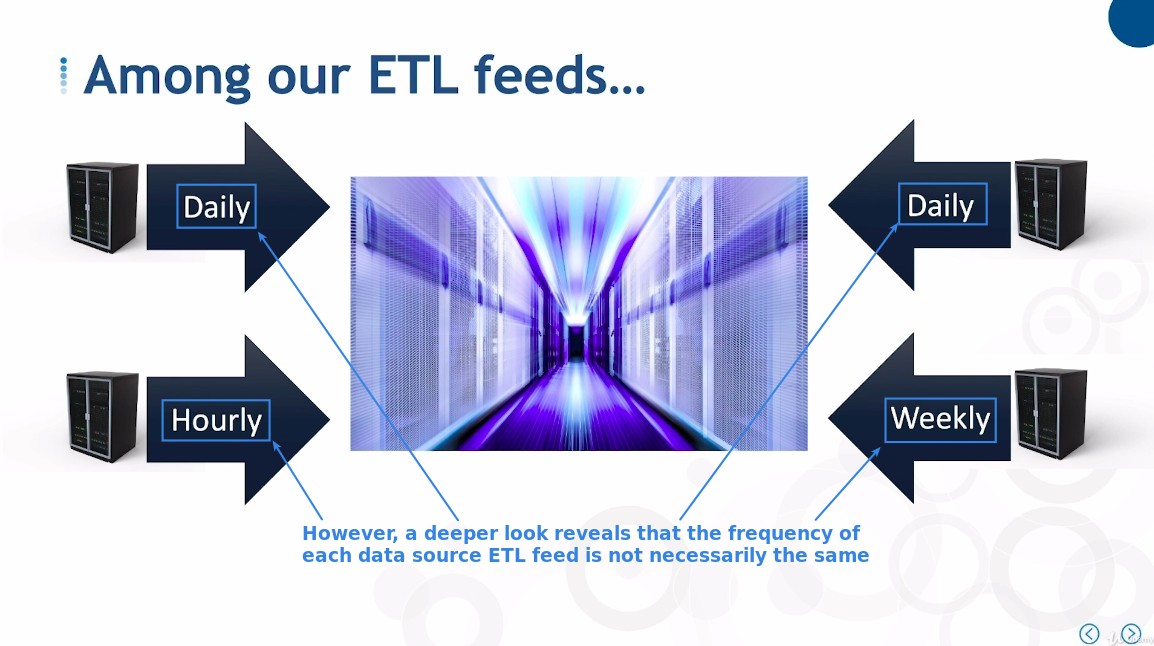 Among our ETL feeds...
Daily
Daily
Hourly
Weekly
However, a deeper look reveals that the frequency of
each data source ETL feed is not necessarily the same